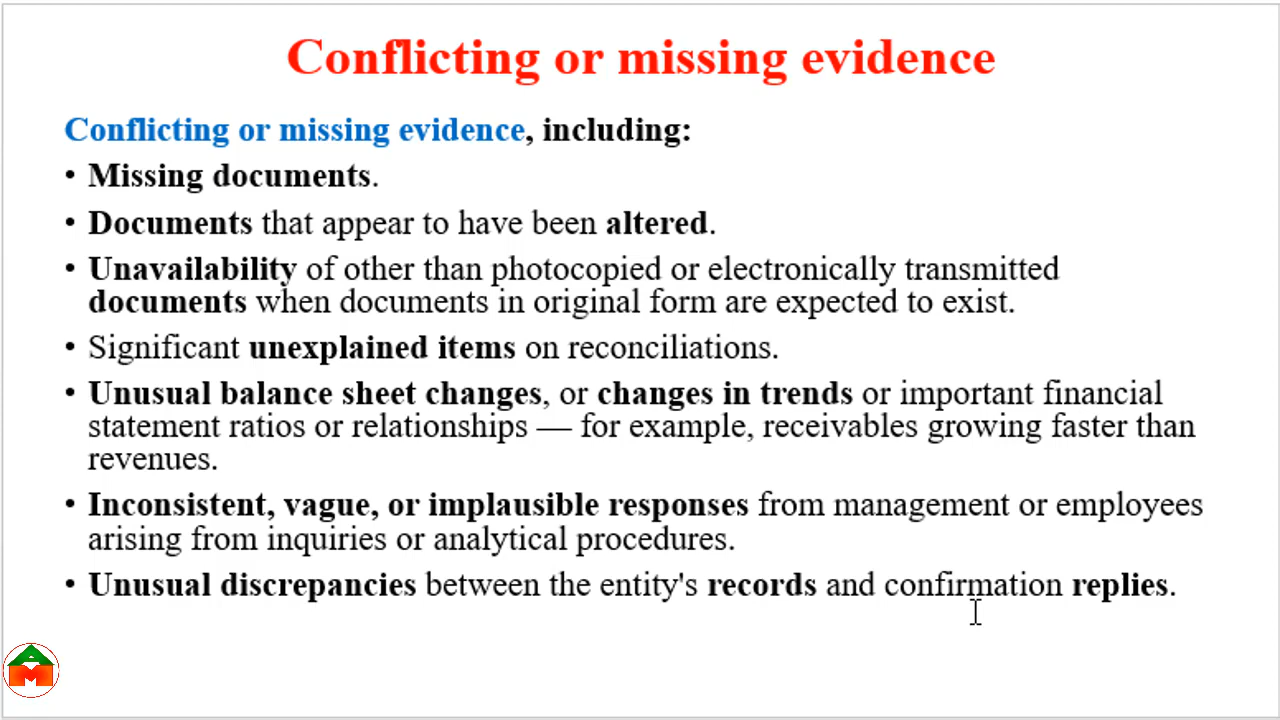 Conflicting or missing evidence
Conflicting or missing evidence, including:
• Missing documents.
• Documents that appear to have been altered.
• Unavailability of other than photocopied or electronically transmitted
documents when documents in original form are expected to exist.
• Significant unexplained items on reconciliations.
• Unusual balance sheet changes, or changes in trends or important financial
statement ratios or relationships — for example, receivables growing faster than
revenues.
• Inconsistent, vague, or implausible responses from management or employees
arising from inquiries or analytical procedures.
• Unusual discrepancies between the entity's records and confirmation replies.
A
M